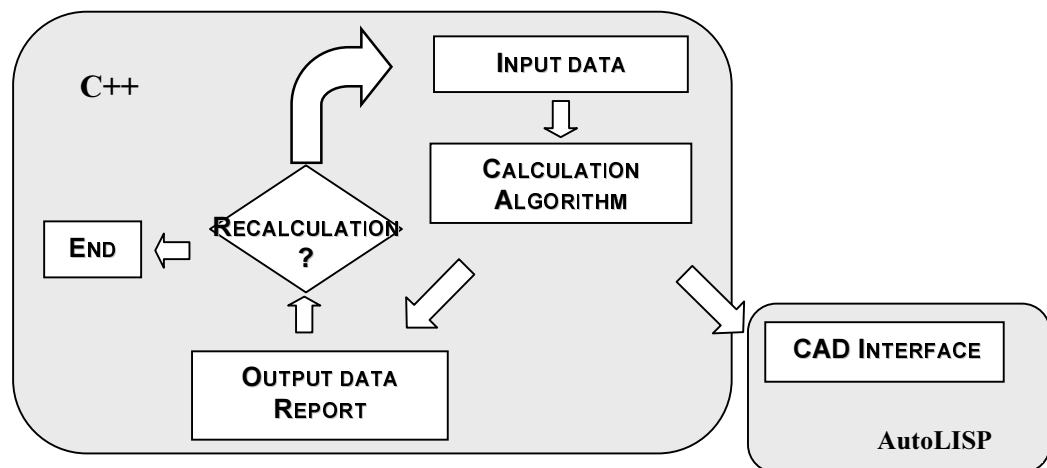 C++
INPUT DATA
CALCULATION
ALGORITHM
RECALCULATION
?
END
OUTPUT DATA
REPORT
CAD INTERFACE
AutoLISP